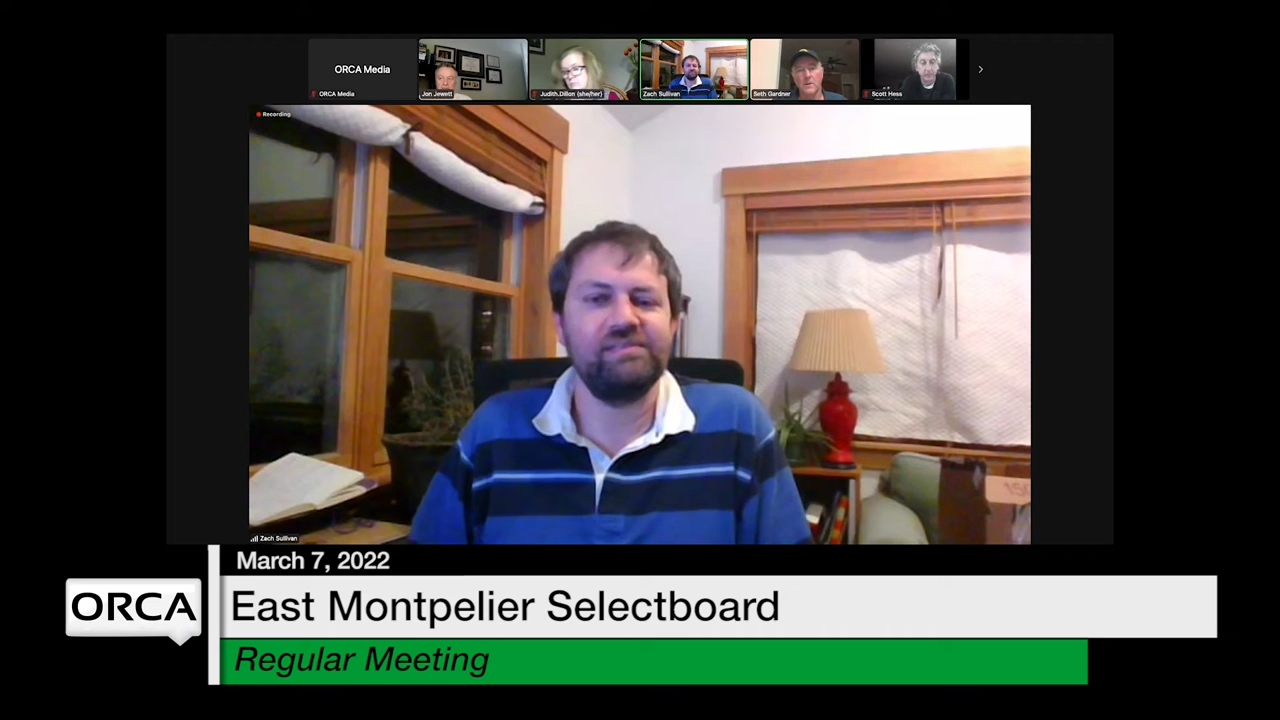 ORCA Media
ORCA Media
Jon Jewett
Judith.Dillon (she/her)
Zach Sullivan
Seth Gardner
Scott Hess
Recording
Zach Sullivan
March 7, 2022
ORCA
East Montpelier Selectboard
Regular Meeting